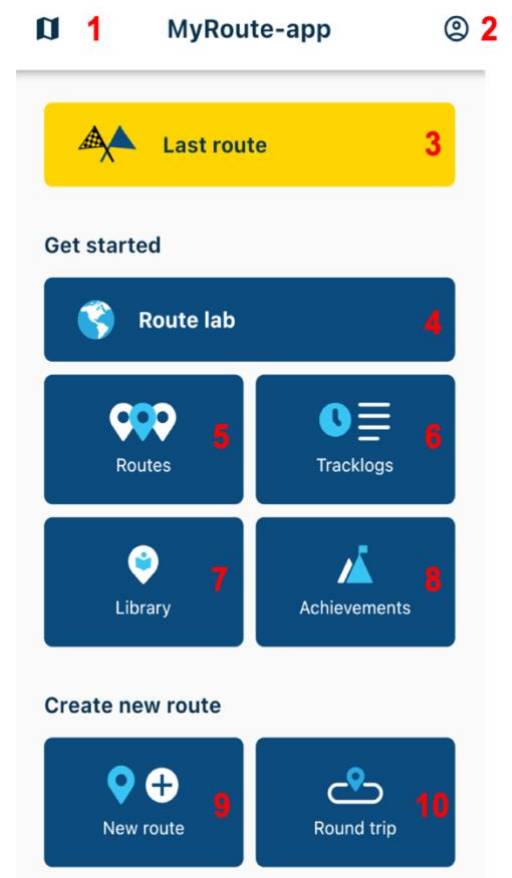 1 MyRoute-app 2
Last route 3
Get started
Route lab 4
5 6
Routes Tracklogs
7 8
Library Achievements
Create new route
9 10
New route Round trip